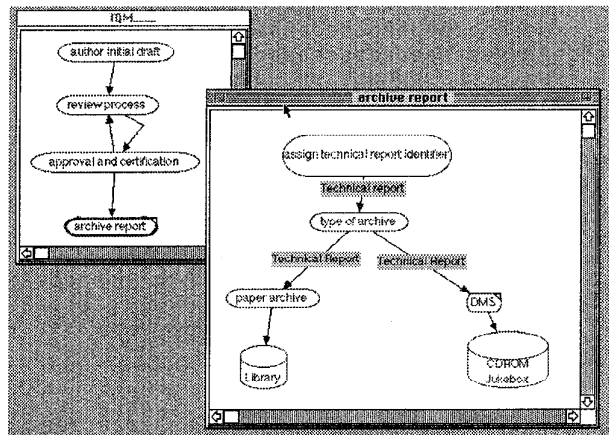 author initial draft
review process
approval and certification
archive report
archive report
assign technical report identifier
Technical report
type of archive
Technical Report
Technical Report
paper archive
DMS
Library
CDROM
Jukebox